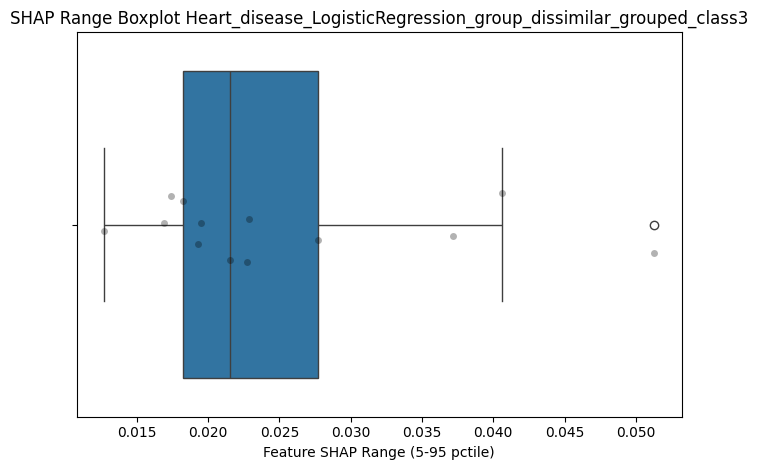 SHAP Range Boxplot Heart_disease_LogisticRegression_group_dissimilar_grouped_class3
0.015 0.020 0.025 0.030 0.035 0.040 0.045 0.050
Feature SHAP Range (5-95 pctile)